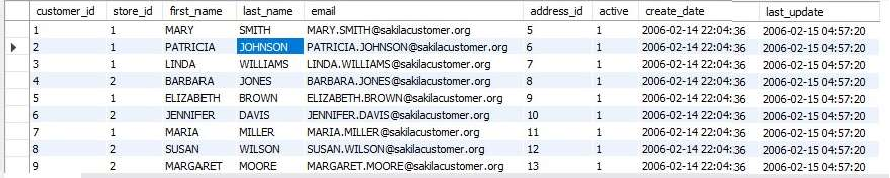 customer_id store_id first_name last_name email address_id active create_date last_update
1 1 MARY SMITH MARY.SMITH@sakilacustomer.org 5 1 2006-02-14 22:04:36 2006-02-15 04:57:20
2 1 PATRICIA JOHNSON PATRICIA.JOHNSON@sakilacustomer.org 6 1 2006-02-14 22:04:36 2006-02-15 04:57:20
3 1 LINDA WILLIAMS LINDA.WILLIAMS@sakilacustomer.org 7 1 2006-02-14 22:04:36 2006-02-15 04:57:20
4 2 BARBARA JONES BARBARA.JONES@sakilacustomer.org 8 1 2006-02-14 22:04:36 2006-02-15 04:57:20
5 1 ELIZABETH BROWN ELIZABETH.BROWN@sakilacustomer.org 9 1 2006-02-14 22:04:36 2006-02-15 04:57:20
6 2 JENNIFER DAVIS JENNIFER.DAVIS@sakilacustomer.org 10 1 2006-02-14 22:04:36 2006-02-15 04:57:20
7 1 MARIA MILLER MARIA.MILLER@sakilacustomer.org 11 1 2006-02-14 22:04:36 2006-02-15 04:57:20
8 2 SUSAN WILSON SUSAN.WILSON@sakilacustomer.org 12 1 2006-02-14 22:04:36 2006-02-15 04:57:20
9 2 MARGARET MOORE MARGARET.MOORE@sakilacustomer.org 13 1 2006-02-14 22:04:36 2006-02-15 04:57:20